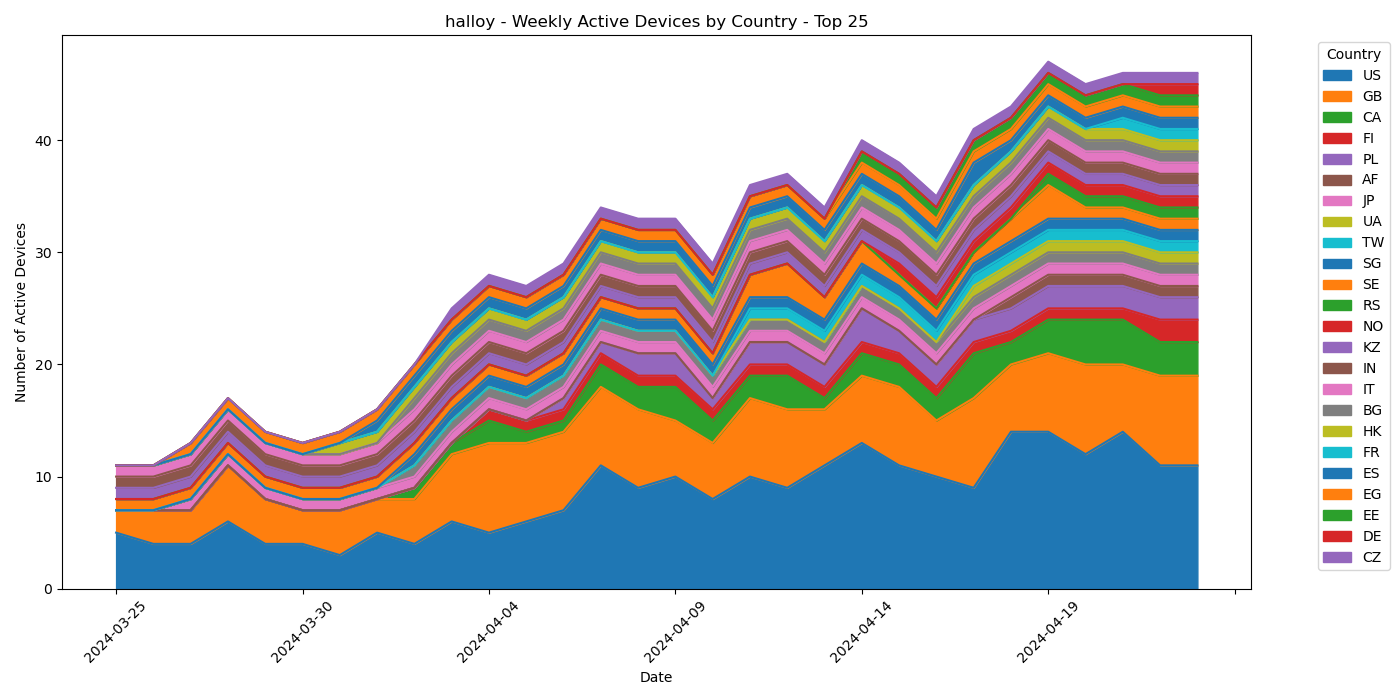 halloy - Weekly Active Devices by Country - Top 25
Number of Active Devices
40
30
20
10
0
2024-03-25
2024-03-30
2024-04-04
2024-04-09
2024-04-14
2024-04-19
Date
Country
US
GB
CA
FI
PL
AF
JP
UA
TW
SG
SE
RS
NO
KZ
IN
IT
BG
HK
FR
ES
EG
EE
DE
CZ